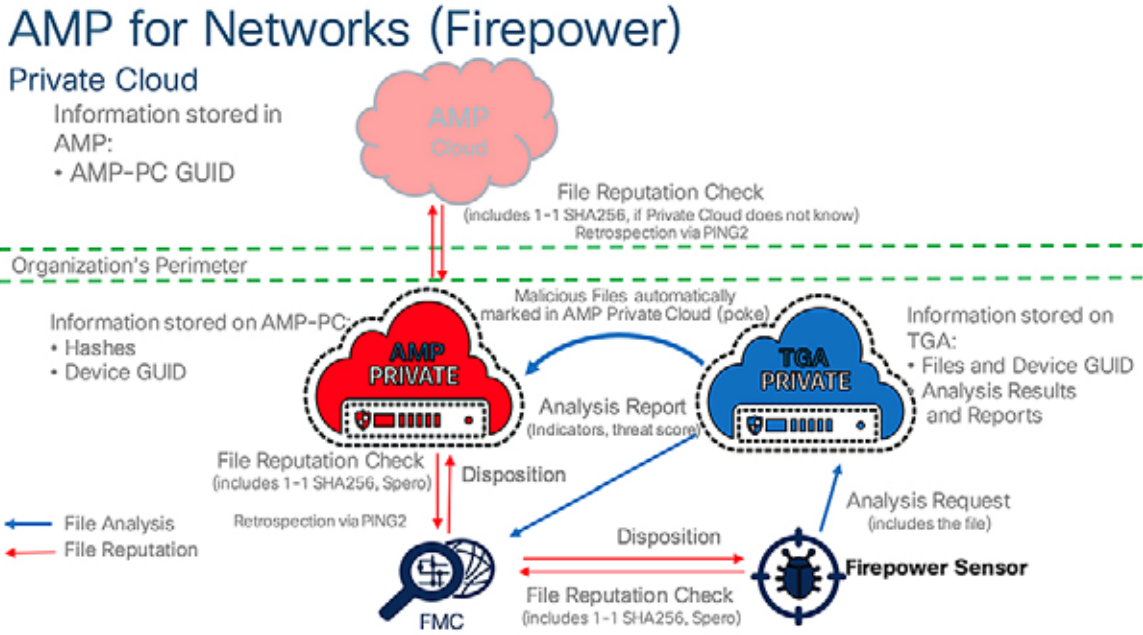 AMP for Networks (Firepower)
Private Cloud
Information stored in
AMP:
• AMP-PC GUID
AMP
Cloud
File Reputation Check
(includes 1-1 SHA256, if Private Cloud does not know)
Retrospection via PING2
Organization's Perimeter
Information stored on AMP-PC:
• Hashes
• Device GUID
AMP
PRIVATE
Malicious Files automatically
marked in AMP Private Cloud (poke)
TGA
PRIVATE
Information stored on
TGA:
• Files and Device GUID
• Analysis Results
and Reports
Analysis Report
(Indicators, threat score)
File Reputation Check
(includes 1-1 SHA256, Spero)
Retrospection via PING2
Disposition
Analysis Request
(includes the file)
File Analysis
File Reputation
FMC
Disposition
File Reputation Check
(includes 1-1 SHA256, Spero)
Firepower Sensor